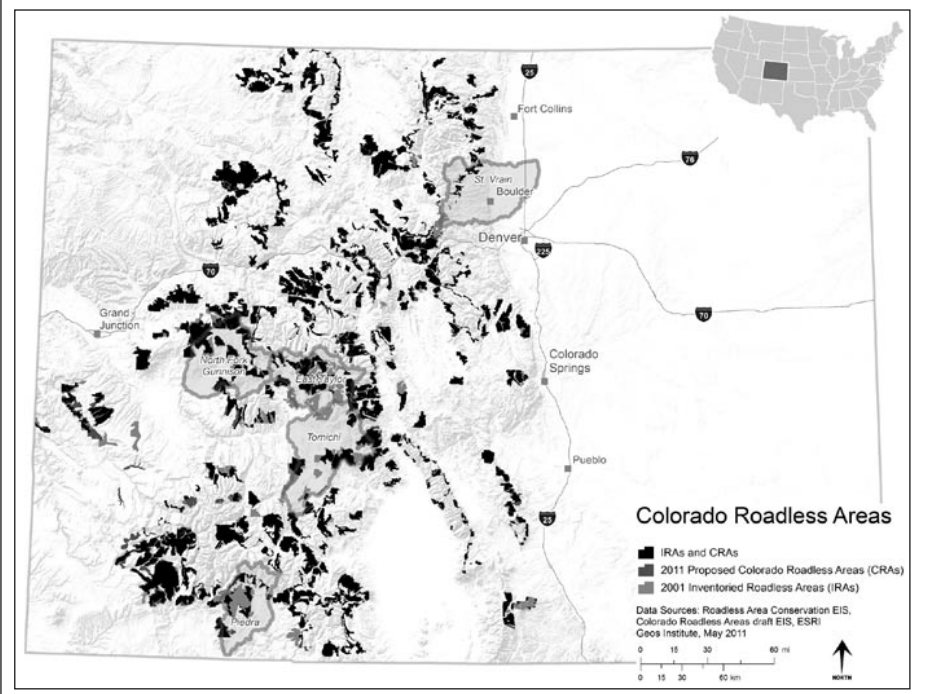 25
Fort Collins
76
St. Vrain
Boulder
Denver
225
70
70
Grand
Junction
North Fork
Gunnison
East-Taylor
Colorado
Springs
Tomichi
Pueblo
25
Piedra
Colorado Roadless Areas
IRAs and CRAs
2011 Proposed Colorado Roadless Areas (CRAs)
2001 Inventoried Roadless Areas (IRAs)
Data Sources: Roadless Area Conservation EIS,
Colorado Roadless Areas draft EIS, ESRI
Geos Institute, May 2011
0 15 30 60 mi
0 15 30 60 km
NORTH